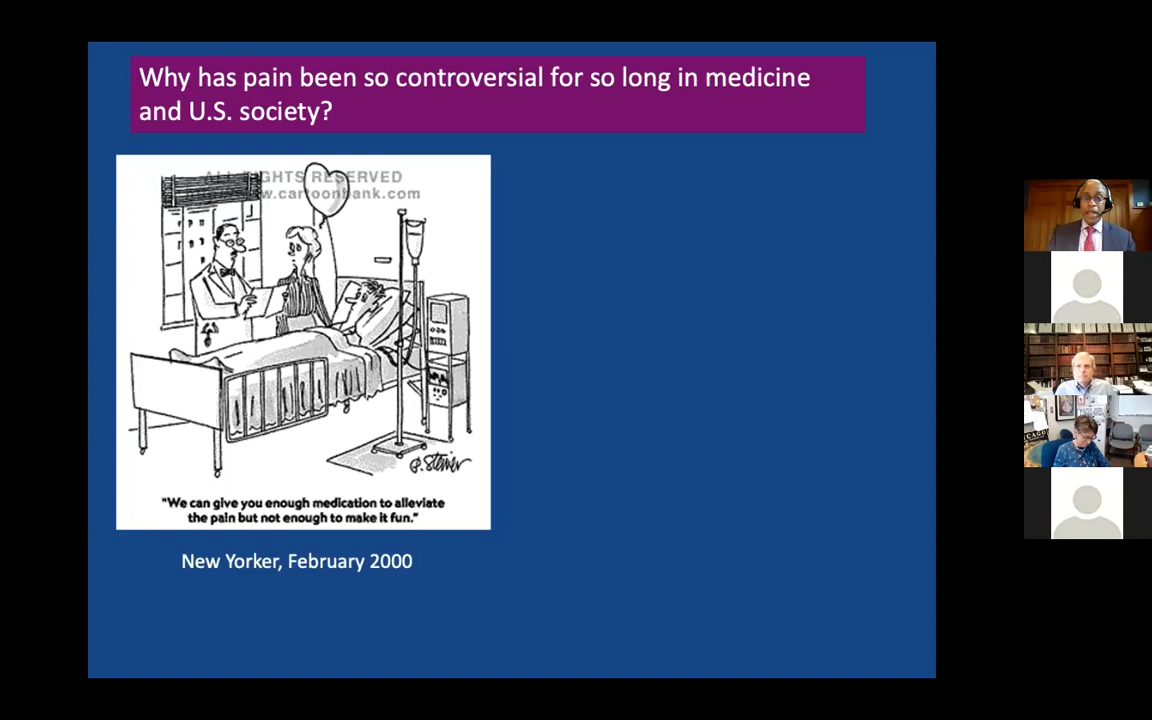 Why has pain been so controversial for so long in medicine
and U.S. society?
ALL RIGHTS RESERVED
cartoonbank.com
P. Steiner
"We can give you enough medication to alleviate
the pain but not enough to make it fun."
New Yorker, February 2000